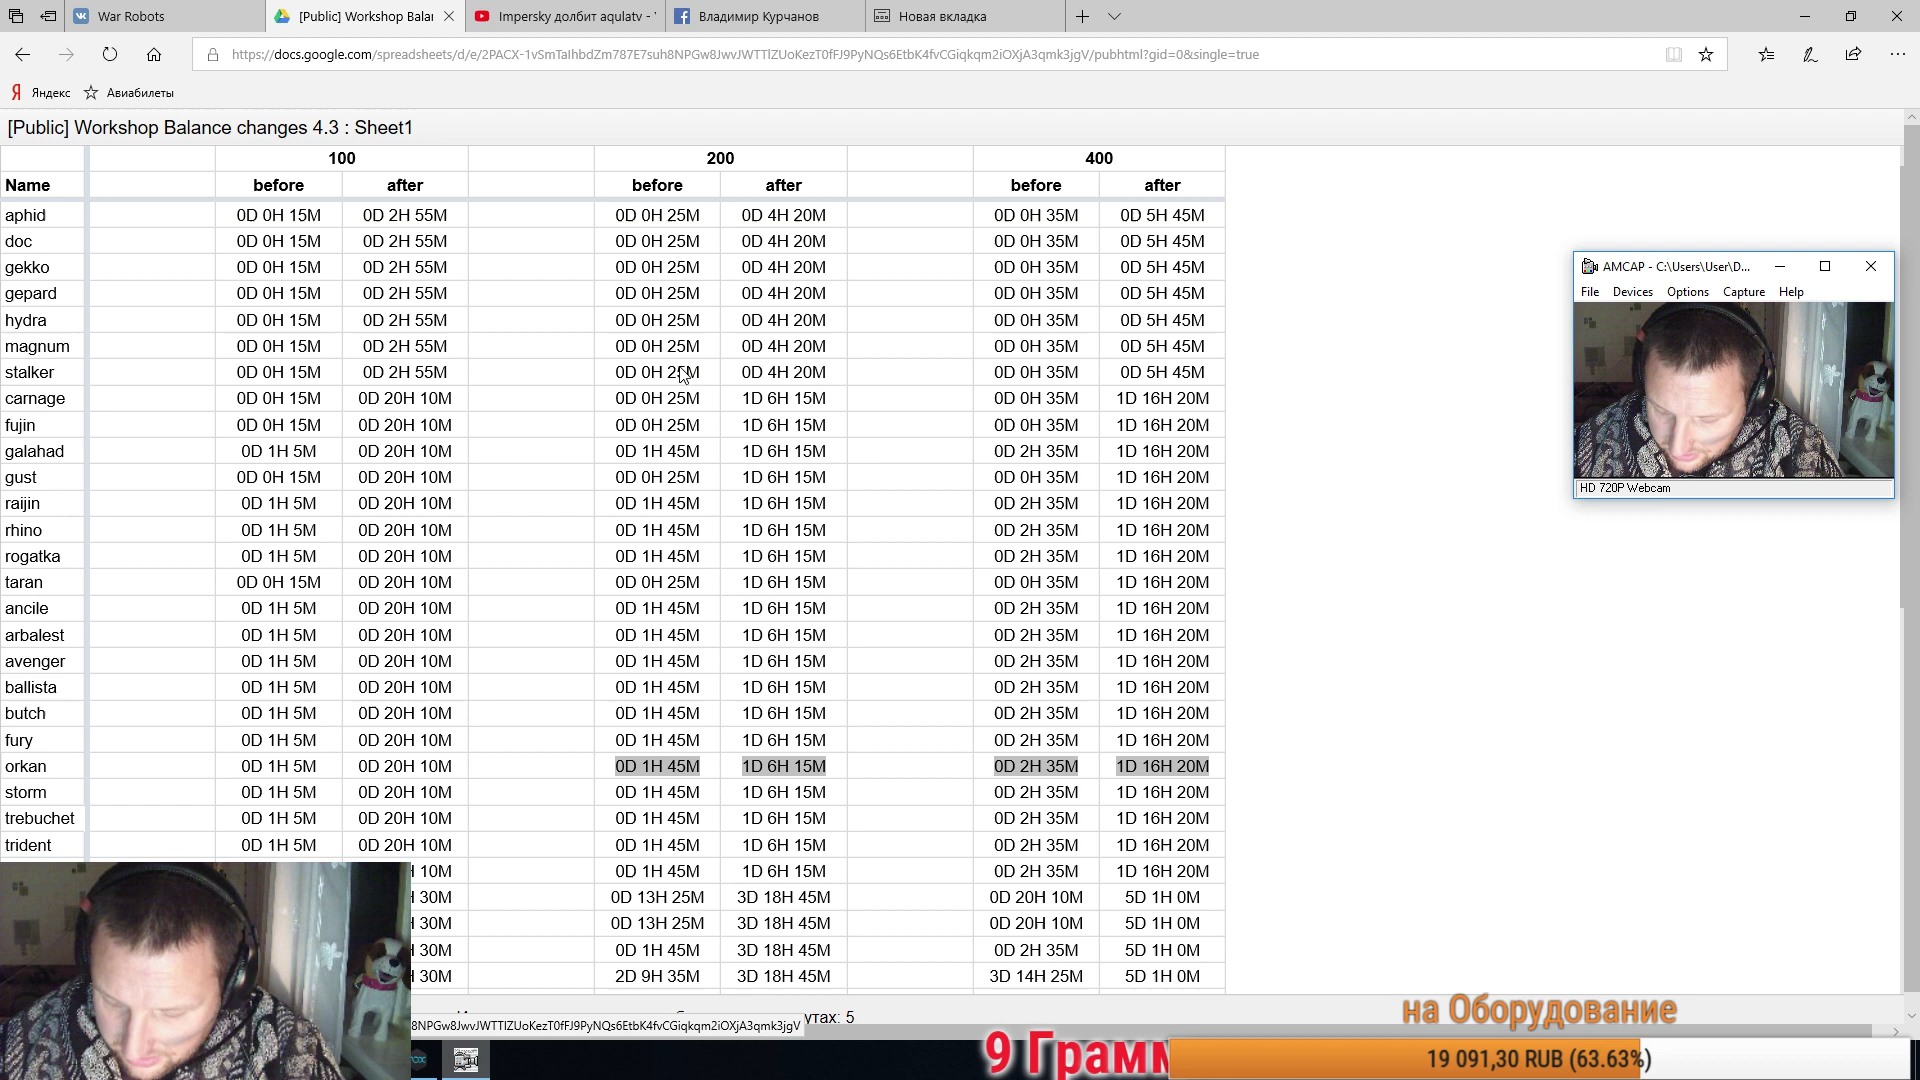 War Robots
[Public] Workshop Balar
Impersky долбит aqulatv - '
Владимир Курчанов
Новая вкладка
https://docs.google.com/spreadsheets/d/e/2PACX-1vSmTaIhbdZm787E7suh8NPGw8JwvJWTTIZUoKezT0fFJ9PyNQs6EtbK4fvCGiqkqm2iOXjA3qmk3jgV/pubhtml?gid=0&single=true
Яндекс Авиабилеты
[Public] Workshop Balance changes 4.3 : Sheet1
100 200 400
Name before after before after before after
aphid 0D 0H 15M 0D 2H 55M 0D 0H 25M 0D 4H 20M 0D 0H 35M 0D 5H 45M
doc 0D 0H 15M 0D 2H 55M 0D 0H 25M 0D 4H 20M 0D 0H 35M 0D 5H 45M
gekko 0D 0H 15M 0D 2H 55M 0D 0H 25M 0D 4H 20M 0D 0H 35M 0D 5H 45M
gepard 0D 0H 15M 0D 2H 55M 0D 0H 25M 0D 4H 20M 0D 0H 35M 0D 5H 45M
hydra 0D 0H 15M 0D 2H 55M 0D 0H 25M 0D 4H 20M 0D 0H 35M 0D 5H 45M
magnum 0D 0H 15M 0D 2H 55M 0D 0H 25M 0D 4H 20M 0D 0H 35M 0D 5H 45M
stalker 0D 0H 15M 0D 2H 55M 0D 0H 25M 0D 4H 20M 0D 0H 35M 0D 5H 45M
carnage 0D 0H 15M 0D 20H 10M 0D 0H 25M 1D 6H 15M 0D 0H 35M 1D 16H 20M
fujin 0D 0H 15M 0D 20H 10M 0D 0H 25M 1D 6H 15M 0D 0H 35M 1D 16H 20M
galahad 0D 1H 5M 0D 20H 10M 0D 1H 45M 1D 6H 15M 0D 2H 35M 1D 16H 20M
gust 0D 0H 15M 0D 20H 10M 0D 0H 25M 1D 6H 15M 0D 0H 35M 1D 16H 20M
raijin 0D 1H 5M 0D 20H 10M 0D 1H 45M 1D 6H 15M 0D 2H 35M 1D 16H 20M
rhino 0D 1H 5M 0D 20H 10M 0D 1H 45M 1D 6H 15M 0D 2H 35M 1D 16H 20M
rogatka 0D 1H 5M 0D 20H 10M 0D 1H 45M 1D 6H 15M 0D 2H 35M 1D 16H 20M
taran 0D 0H 15M 0D 20H 10M 0D 0H 25M 1D 6H 15M 0D 0H 35M 1D 16H 20M
ancile 0D 1H 5M 0D 20H 10M 0D 1H 45M 1D 6H 15M 0D 2H 35M 1D 16H 20M
arbalest 0D 1H 5M 0D 20H 10M 0D 1H 45M 1D 6H 15M 0D 2H 35M 1D 16H 20M
avenger 0D 1H 5M 0D 20H 10M 0D 1H 45M 1D 6H 15M 0D 2H 35M 1D 16H 20M
ballista 0D 1H 5M 0D 20H 10M 0D 1H 45M 1D 6H 15M 0D 2H 35M 1D 16H 20M
butch 0D 1H 5M 0D 20H 10M 0D 1H 45M 1D 6H 15M 0D 2H 35M 1D 16H 20M
fury 0D 1H 5M 0D 20H 10M 0D 1H 45M 1D 6H 15M 0D 2H 35M 1D 16H 20M
orkan 0D 1H 5M 0D 20H 10M 0D 1H 45M 1D 6H 15M 0D 2H 35M 1D 16H 20M
storm 0D 1H 5M 0D 20H 10M 0D 1H 45M 1D 6H 15M 0D 2H 35M 1D 16H 20M
trebuchet 0D 1H 5M 0D 20H 10M 0D 1H 45M 1D 6H 15M 0D 2H 35M 1D 16H 20M
trident 0D 1H 5M 0D 20H 10M 0D 1H 45M 1D 6H 15M 0D 2H 35M 1D 16H 20M
10M 0D 1H 45M 1D 6H 15M 0D 2H 35M 1D 16H 20M
30M 0D 13H 25M 3D 18H 45M 0D 20H 10M 5D 1H 0M
30M 0D 13H 25M 3D 18H 45M 0D 20H 10M 5D 1H 0M
30M 0D 1H 45M 3D 18H 45M 0D 2H 35M 5D 1H 0M
30M 2D 9H 35M 3D 18H 45M 3D 14H 25M 5D 1H 0M
AMCAP - C:\Users\User\D...
File Devices Options Capture Help
HD 720P Webcam
утах: 5
8NPGw8JwvJWTTIZUoKezT0fFJ9PyNQs6EtbK4fvCGiqkqm2iOXjA3qmk3jgV
на Оборудование
9 Грамм
19 091,30 RUB (63.63%)